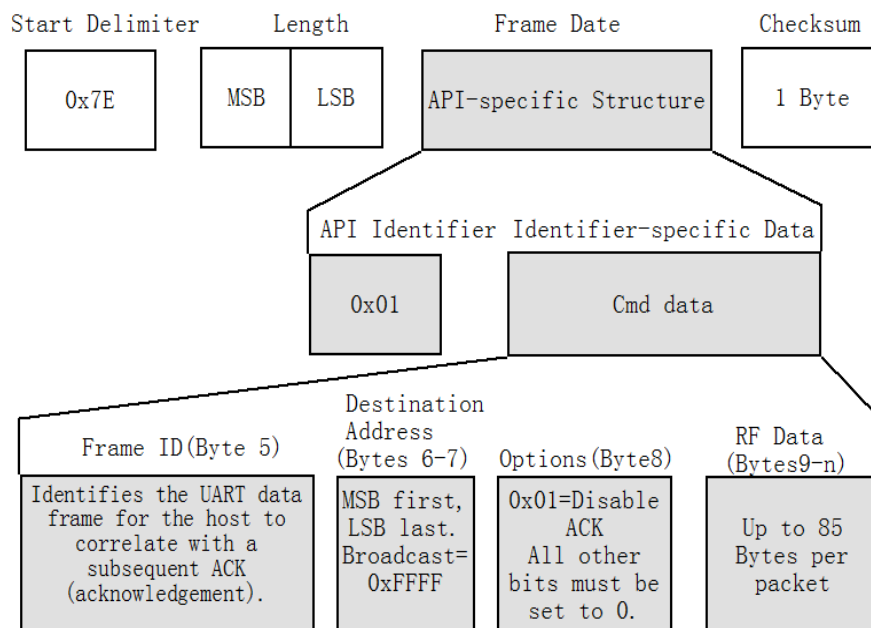 Start Delimiter
Length
Frame Date
Checksum
0x7E
MSB
LSB
API-specific Structure
1 Byte
API Identifier
Identifier-specific Data
0x01
Cmd data
Frame ID(Byte 5)
Destination
Address
(Bytes 6-7)
Options(Byte8)
RF Data
(Bytes9-n)
Identifies the UART data
frame for the host to
correlate with a
subsequent ACK
(acknowledgement).
MSB first,
LSB last.
Broadcast=
0xFFFF
0x01=Disable
ACK
All other
bits must be
set to 0.
Up to 85
Bytes per
packet